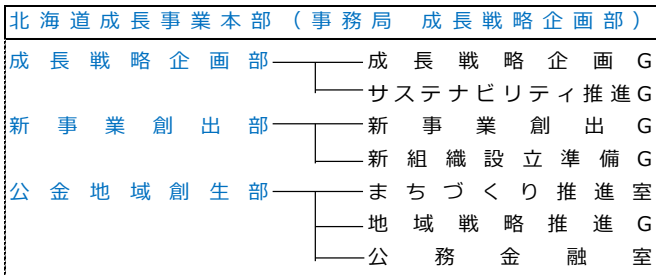 北海道成長事業本部（事務局　成長戦略企画部）
成長戦略企画部 成長戦略企画G
サステナビリティ推進G
新事業創出部 新事業創出G
新組織設立準備G
公金地域創生部 まちづくり推進室
地域戦略推進G
公務金融室